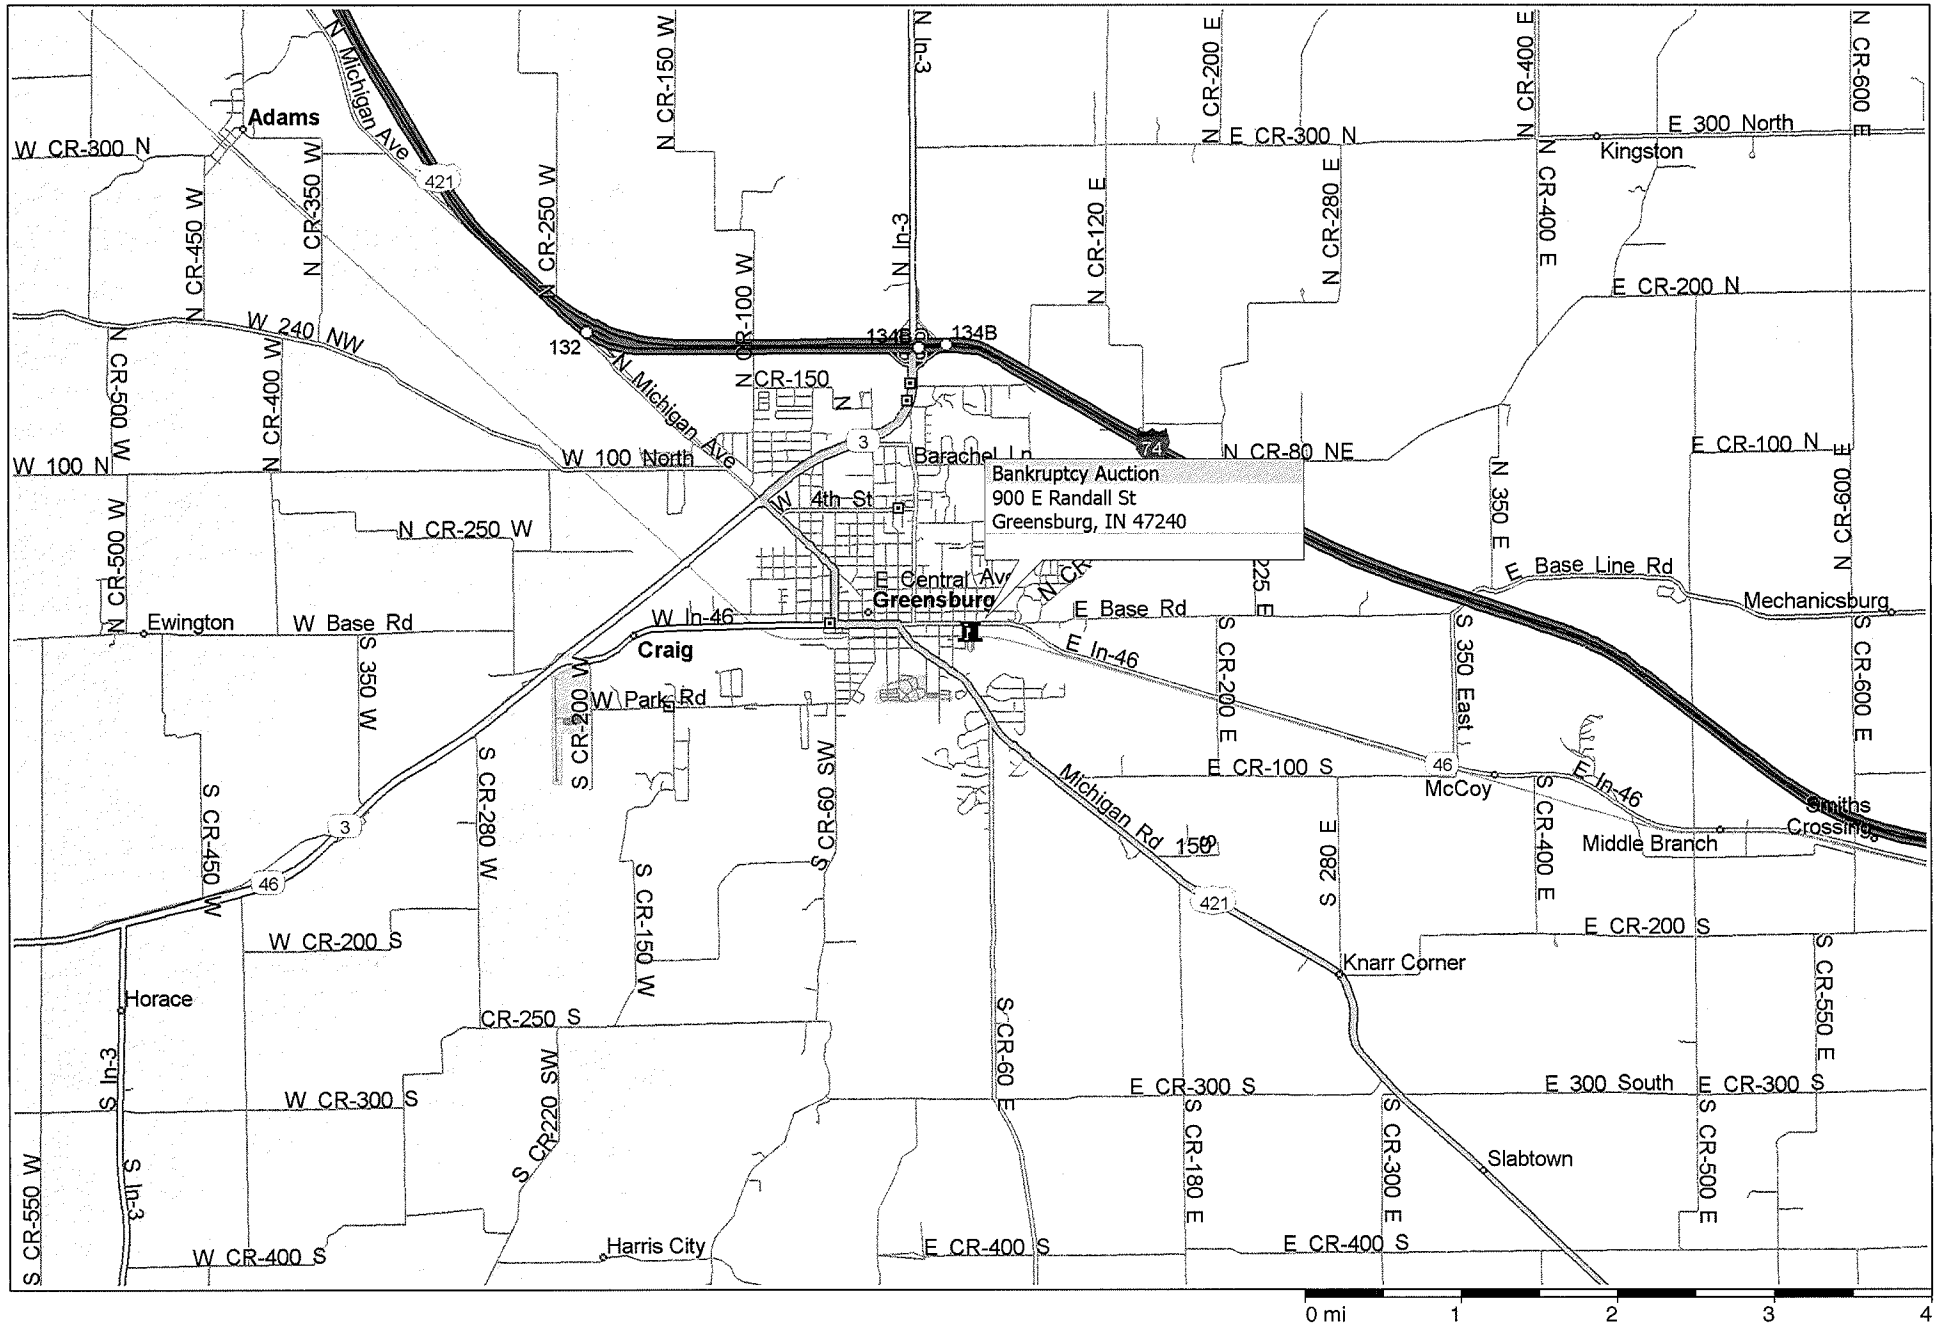 N Michigan Ave
N CR-150 W
N In-3
N CR-200 E
N CR-400 E
N CR-600 E
Adams
W CR-300 N
E CR-300 N
E 300 North
Kingston
421
N CR-450 W
N CR-350 W
N CR-250 W
N CR-100 W
N In-3
N CR-120 E
N CR-280 E
N CR-400 E
E CR-200 N
W 240 NW
132
134B
134B
N CR-500 W
N CR-400 W
N Michigan Ave
CR-150 N
3
74
W 100 N
W 100 North
Barachel Ln
N CR-80 NE
E CR-100 N
Bankruptcy Auction
900 E Randall St
Greensburg, IN 47240
W 4th St
N CR-500 W
N CR-250 W
N 350 E
N CR-600 E
E Central Ave
N CR
225 E
E Base Line Rd
Greensburg
Mechanicsburg
Ewington
W Base Rd
W In-46
E Base Rd
Craig
E In-46
S 350 W
S CR-200 W
W Park Rd
S CR-200 E
S 350 East
S CR-600 E
S CR-450 W
S CR-280 W
S CR-60 SW
Michigan Rd
E CR-100 S
46
McCoy
E In-46
S CR-400 E
Smiths
Crossing
Middle Branch
3
150
S
46
S CR-150 W
S 280 E
421
W CR-200 S
E CR-200 S
Knarr Corner
S CR-550 E
Horace
CR-250 S
S CR-60 E
S In-3
S CR-220 SW
W CR-300 S
E CR-300 S
E 300 South
E CR-300 S
S CR-550 W
S In-3
S CR-180 E
S CR-300 E
Slabtown
S CR-500 E
W CR-400 S
Harris City
E CR-400 S
E CR-400 S
0 mi 1 2 3 4